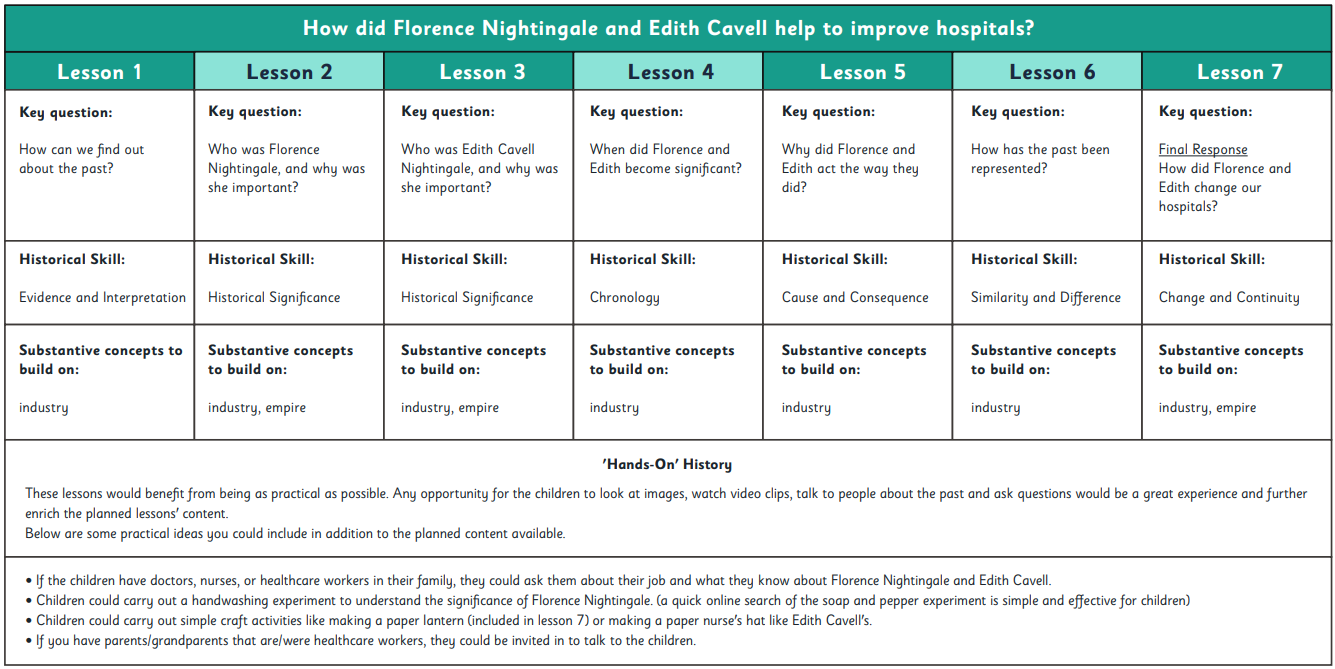 How did Florence Nightingale and Edith Cavell help to improve hospitals?
Lesson 1
Lesson 2
Lesson 3
Lesson 4
Lesson 5
Lesson 6
Lesson 7
Key question:
How can we find out
about the past?
Key question:
Who was Florence
Nightingale, and why was
she important?
Key question:
Who was Edith Cavell
Nightingale, and why was
she important?
Key question:
When did Florence and
Edith become significant?
Key question:
Why did Florence and
Edith act the way they
did?
Key question:
How has the past been
represented?
Key question:
Final Response
How did Florence and
Edith change our
hospitals?
Historical Skill:
Evidence and Interpretation
Historical Skill:
Historical Significance
Historical Skill:
Historical Significance
Historical Skill:
Chronology
Historical Skill:
Cause and Consequence
Historical Skill:
Similarity and Difference
Historical Skill:
Change and Continuity
Substantive concepts to
build on:
industry
Substantive concepts
to build on:
industry, empire
Substantive concepts
to build on:
industry, empire
Substantive concepts
to build on:
industry
Substantive concepts
to build on:
industry
Substantive concepts
to build on:
industry
Substantive concepts
to build on:
industry, empire
'Hands-On' History
These lessons would benefit from being as practical as possible. Any opportunity for the children to look at images, watch video clips, talk to people about the past and ask questions would be a great experience and further
enrich the planned lessons' content.
Below are some practical ideas you could include in addition to the planned content available.
• If the children have doctors, nurses, or healthcare workers in their family, they could ask them about their job and what they know about Florence Nightingale and Edith Cavell.
• Children could carry out a handwashing experiment to understand the significance of Florence Nightingale. (a quick online search of the soap and pepper experiment is simple and effective for children)
• Children could carry out simple craft activities like making a paper lantern (included in lesson 7) or making a paper nurse's hat like Edith Cavell's.
• If you have parents/grandparents that are/were healthcare workers, they could be invited in to talk to the children.